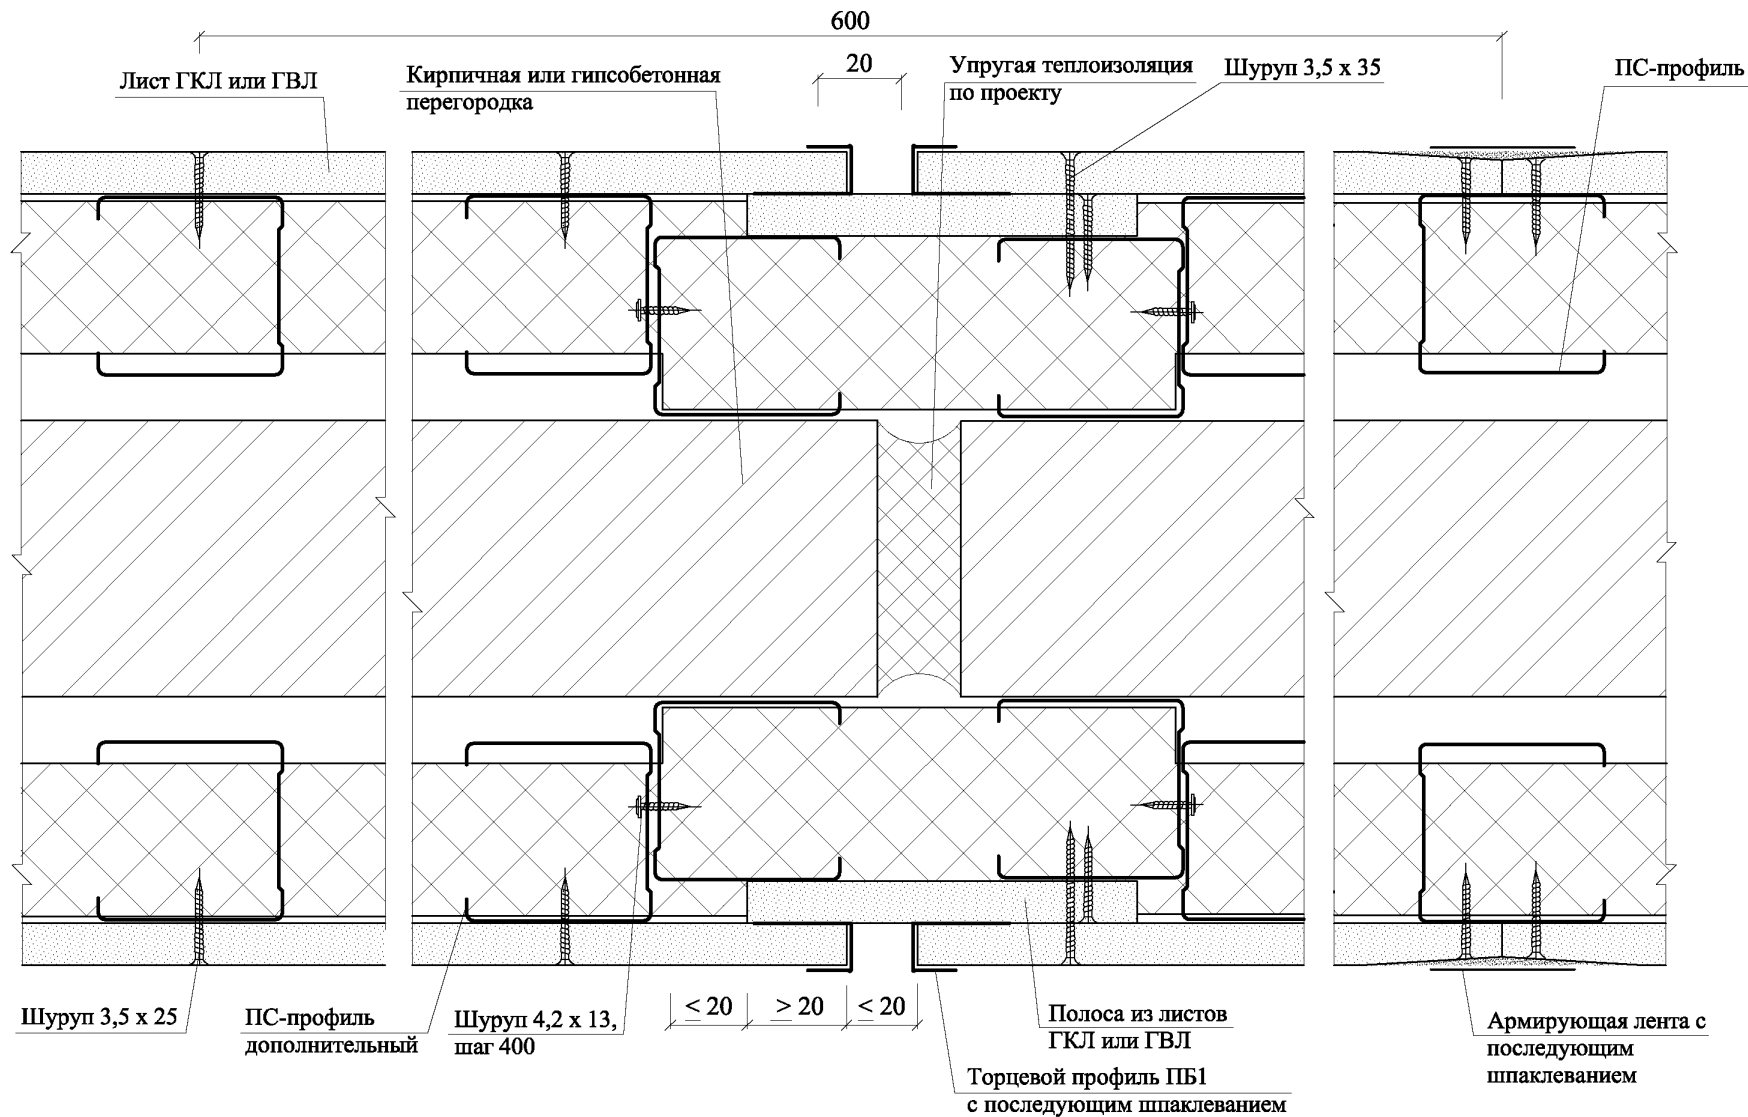 600
20
Лист ГКЛ или ГВЛ
Кирпичная или гипсобетонная
перегородка
Упругая теплоизоляция
по проекту
Шуруп 3,5 х 35
ПС-профиль
Шуруп 3,5 х 25
ПС-профиль
дополнительный
Шуруп 4,2 х 13,
шаг 400
≤ 20
≥ 20
≤ 20
Полоса из листов
ГКЛ или ГВЛ
Торцевой профиль ПБ1
с последующим шпаклеванием
Армирующая лента с
последующим
шпаклеванием